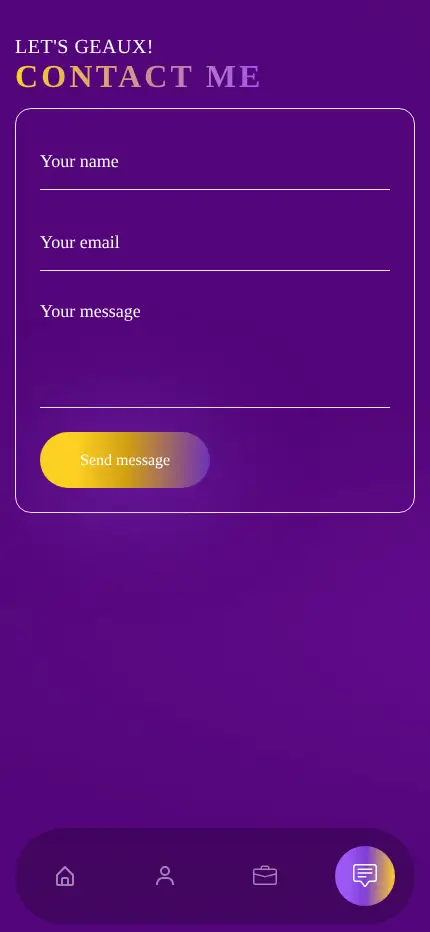 LET'S GEAUX!
CONTACT ME
Your name
Your email
Your message
Send message